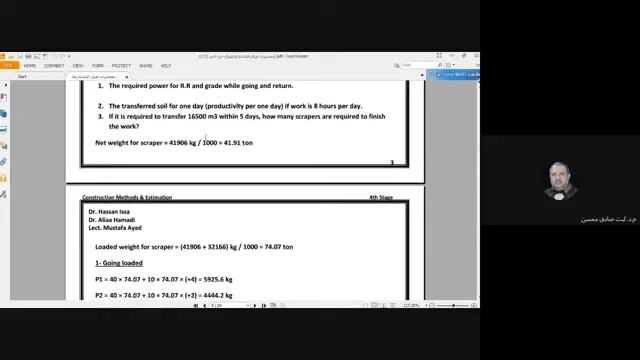 Start
FILE HOME COMMENT VIEW FORM PROTECT SHARE HELP
1. The required power for R.R and grade while going and return.
2. The transferred soil for one day (productivity per one day) if work is 8 hours per day.
3. If it is required to transfer 16500 m3 within 5 days, how many scrapers are required to finish
the work?
Net weight for scraper = 41906 kg / 1000 = 41.91 ton
3
Construction Methods & Estimation 4th Stage
Dr. Hassan Issa
Dr. Aliaa Hamadi
Lect. Mustafa Ayad
Loaded weight for scraper = (41906 + 32166) kg / 1000 = 74.07 ton
1- Going loaded
P1 = 40 × 74.07 + 10 × 74.07 × (+4) = 5925.6 kg
P2 = 40 × 74.07 + 10 × 74.07 × (+2) = 4444.2 kg
م.د. ليث صادق محسن